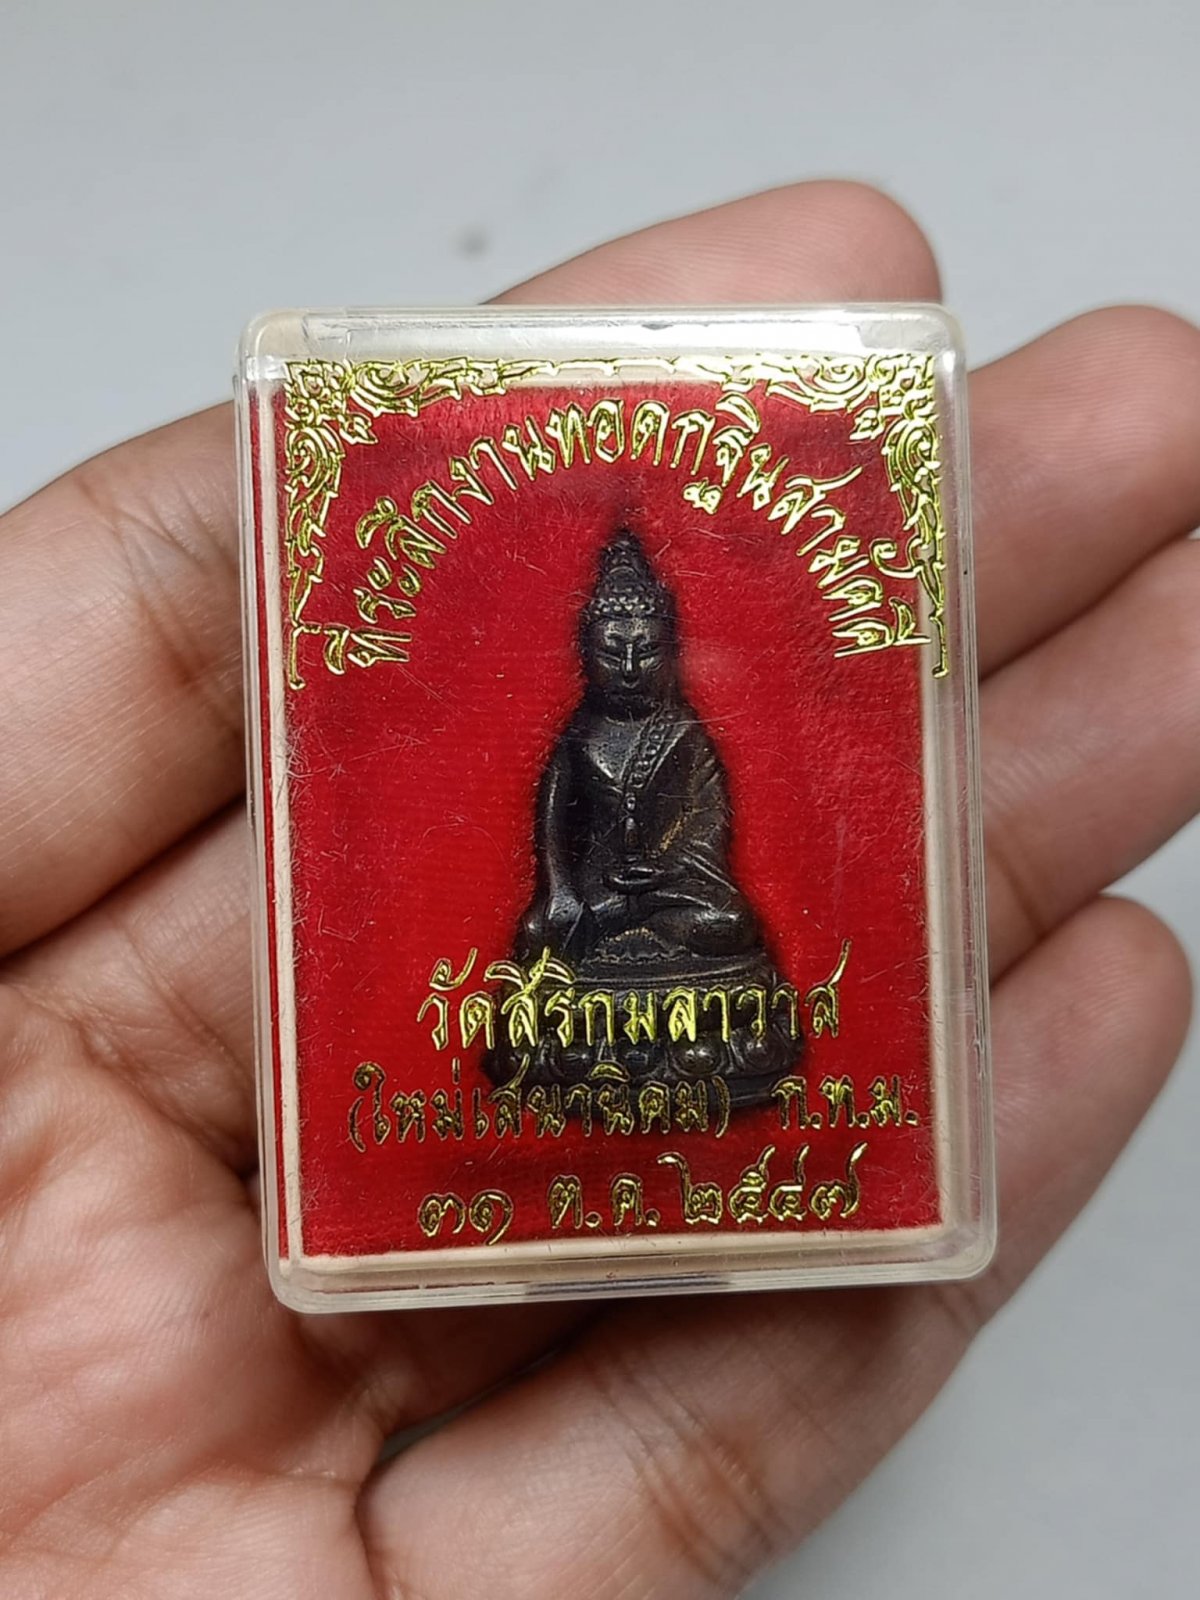 ที่ระลึกงานทอดกฐินสามัคคี
วัดสิริกมลาวาส
(ใหม่เสนานิคม) ก.ท.ม.
๓๑ ต.ค. ๒๕๔๗